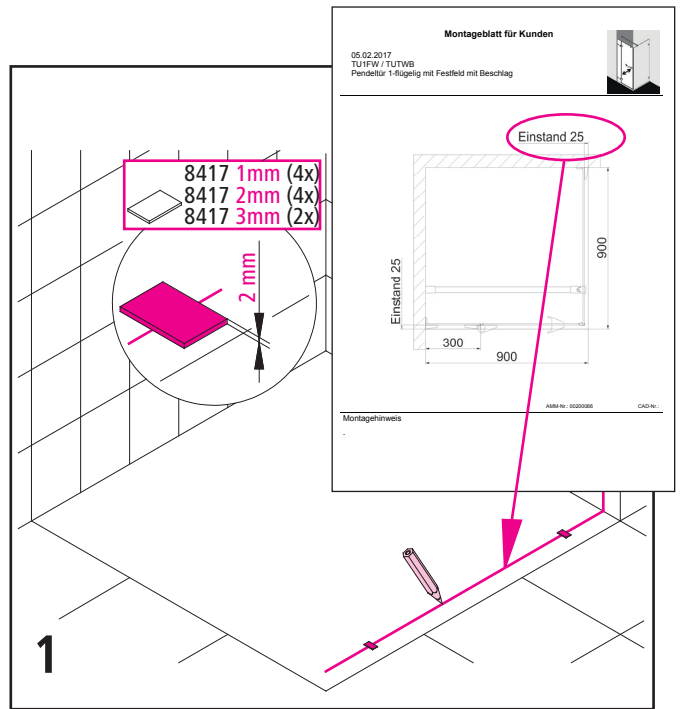 Montageblatt für Kunden
05.02.2017
TU1FW / TUTWB
Pendeltür 1-flügelig mit Festfeld mit Beschlag
Einstand 25
900
Einstand 25
300
900
AMM-Nr.: 00200066
CAD-Nr.:
Montagehinweis
-
8417 1mm (4x)
8417 2mm (4x)
8417 3mm (2x)
2 mm
1